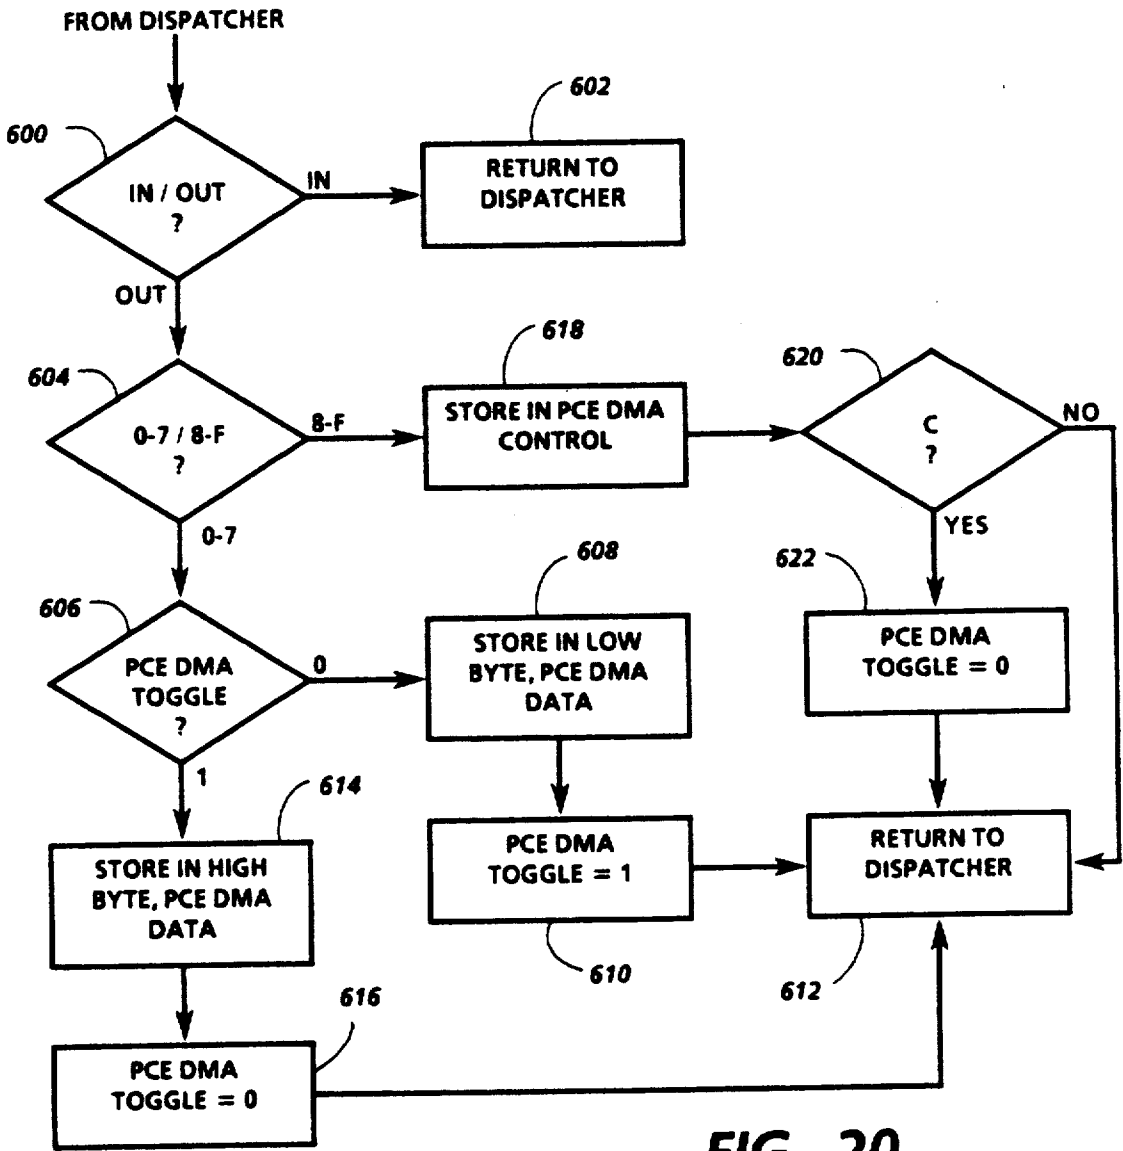 FROM DISPATCHER
600
IN / OUT
?
IN
OUT
602
RETURN TO
DISPATCHER
604
0-7 / 8-F
?
8-F
0-7
618
STORE IN PCE DMA
CONTROL
620
C
?
NO
YES
606
PCE DMA
TOGGLE
?
0
1
608
STORE IN LOW
BYTE, PCE DMA
DATA
622
PCE DMA
TOGGLE = 0
614
STORE IN HIGH
BYTE, PCE DMA
DATA
PCE DMA
TOGGLE = 1
610
RETURN TO
DISPATCHER
612
616
PCE DMA
TOGGLE = 0
FIG. 20